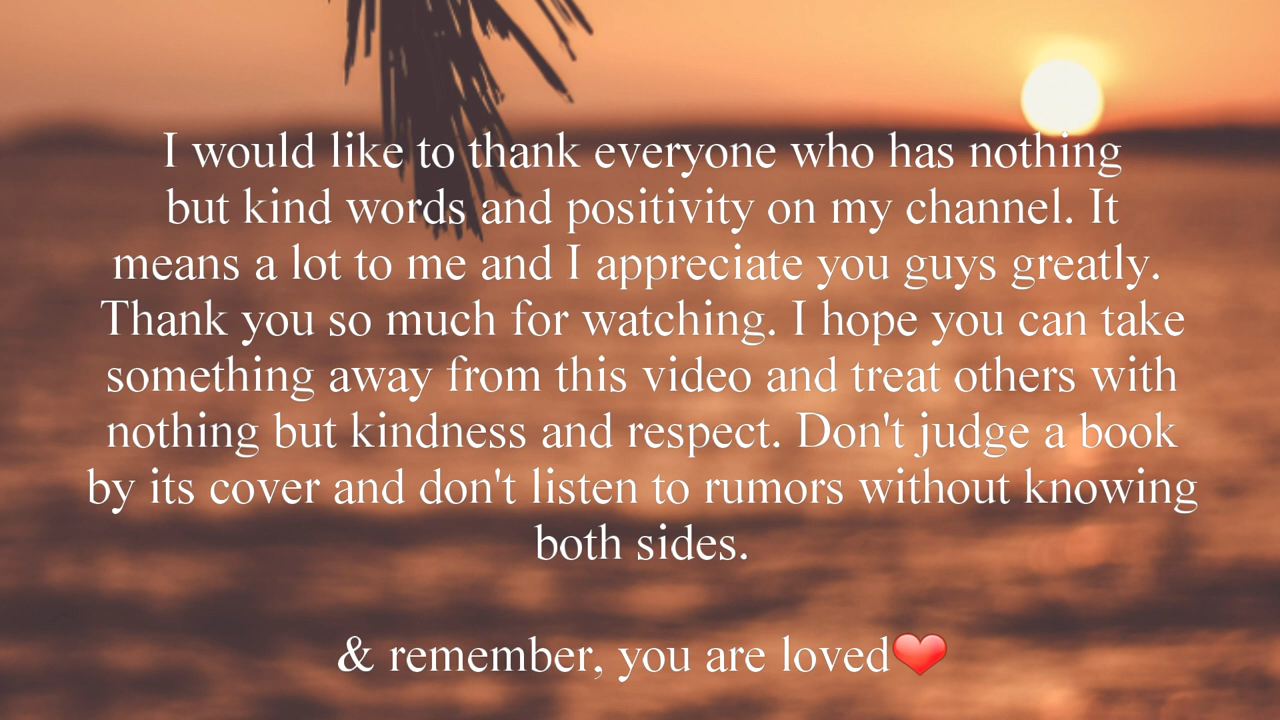 I would like to thank everyone who has nothing
but kind words and positivity on my channel. It
means a lot to me and I appreciate you guys greatly.
Thank you so much for watching. I hope you can take
something away from this video and treat others with
nothing but kindness and respect. Don't judge a book
by its cover and don't listen to rumors without knowing
both sides.
& remember, you are loved❤️